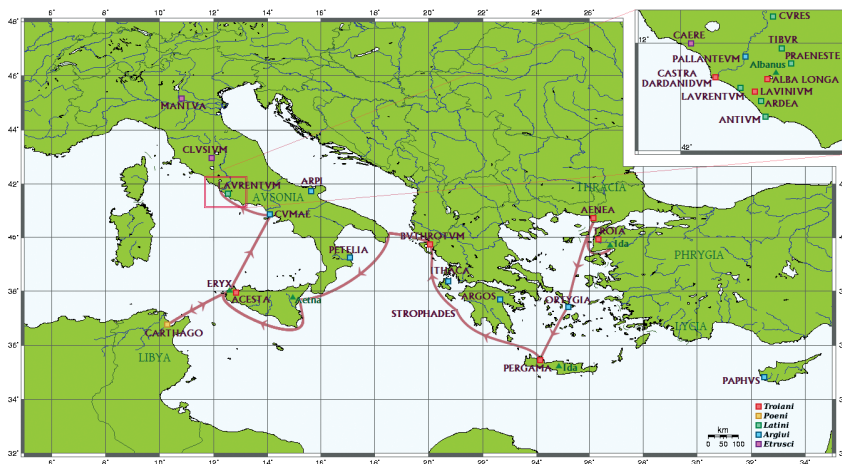 48'
46'
44'
42'
40'
38'
36'
34'
32'
6'
8'
10'
12'
14'
16'
18'
20'
22'
24'
26'
28'
30'
32'
34'
MANTVA
CLVSIVM
LAVRENTVM
AVSONIA
ARPI
CVMAE
PETELIA
ERYX
ACESTA
Aetna
CARTHAGO
LIBYA
BVTHROTVM
ITHACA
ARGOS
STROPHADES
PERGAMA
Ida
ORTYGIA
THRACIA
AENEA
TROIA
Ida
PHRYGIA
LYCIA
PAPHVS
CVRES
12'
CAERE
TIBVR
PALLANTEVM
PRAENESTE
Albanus
CASTRA
DARDANIDVM
ALBA LONGA
LAVINIVM
LAVRENTVM
ARDEA
ANTIVM
42'
km
0 50 100
Troiani
Poeni
Latini
Argiui
Etrusci